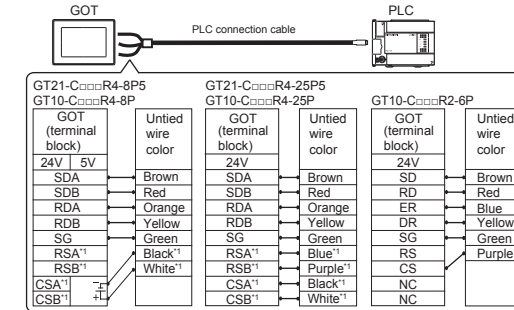 GOT
PLC
PLC connection cable
GT21-C□□□R4-8P5
GT10-C□□□R4-8P
GOT (terminal block)
Untied wire color
24V 5V
SDA Brown
SDB Red
RDA Orange
RDB Yellow
SG Green
RSA*1 Black*1
RSB*1 White*1
CSA*1 -
CSB*1 +
GT21-C□□□R4-25P5
GT10-C□□□R4-25P
GOT (terminal block)
Untied wire color
24V
SDA Brown
SDB Red
RDA Orange
RDB Yellow
SG Green
RSA*1 Blue*1
RSB*1 Purple*1
CSA*1 Black*1
CSB*1 White*1
GT10-C□□□R2-6P
GOT (terminal block)
Untied wire color
24V
SD Brown
RD Red
ER Blue
DR Yellow
SG Green
RS Purple
CS
NC
NC